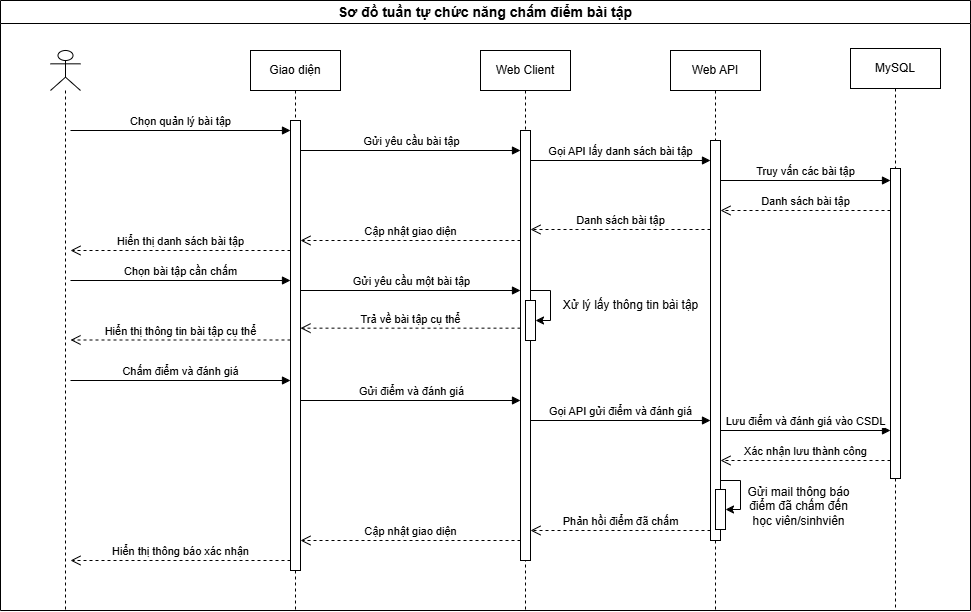 Sơ đồ tuần tự chức năng chấm điểm bài tập
Giao diện
Web Client
Web API
MySQL
Chọn quản lý bài tập
Gửi yêu cầu bài tập
Gọi API lấy danh sách bài tập
Truy vấn các bài tập
Danh sách bài tập
Danh sách bài tập
Cập nhật giao diện
Hiển thị danh sách bài tập
Chọn bài tập cần chấm
Gửi yêu cầu một bài tập
Xử lý lấy thông tin bài tập
Trả về bài tập cụ thể
Hiển thị thông tin bài tập cụ thể
Chấm điểm và đánh giá
Gửi điểm và đánh giá
Gọi API gửi điểm và đánh giá
Lưu điểm và đánh giá vào CSDL
Xác nhận lưu thành công
Gửi mail thông báo
điểm đã chấm đến
học viên/sinhviên
Phản hồi điểm đã chấm
Cập nhật giao diện
Hiển thị thông báo xác nhận